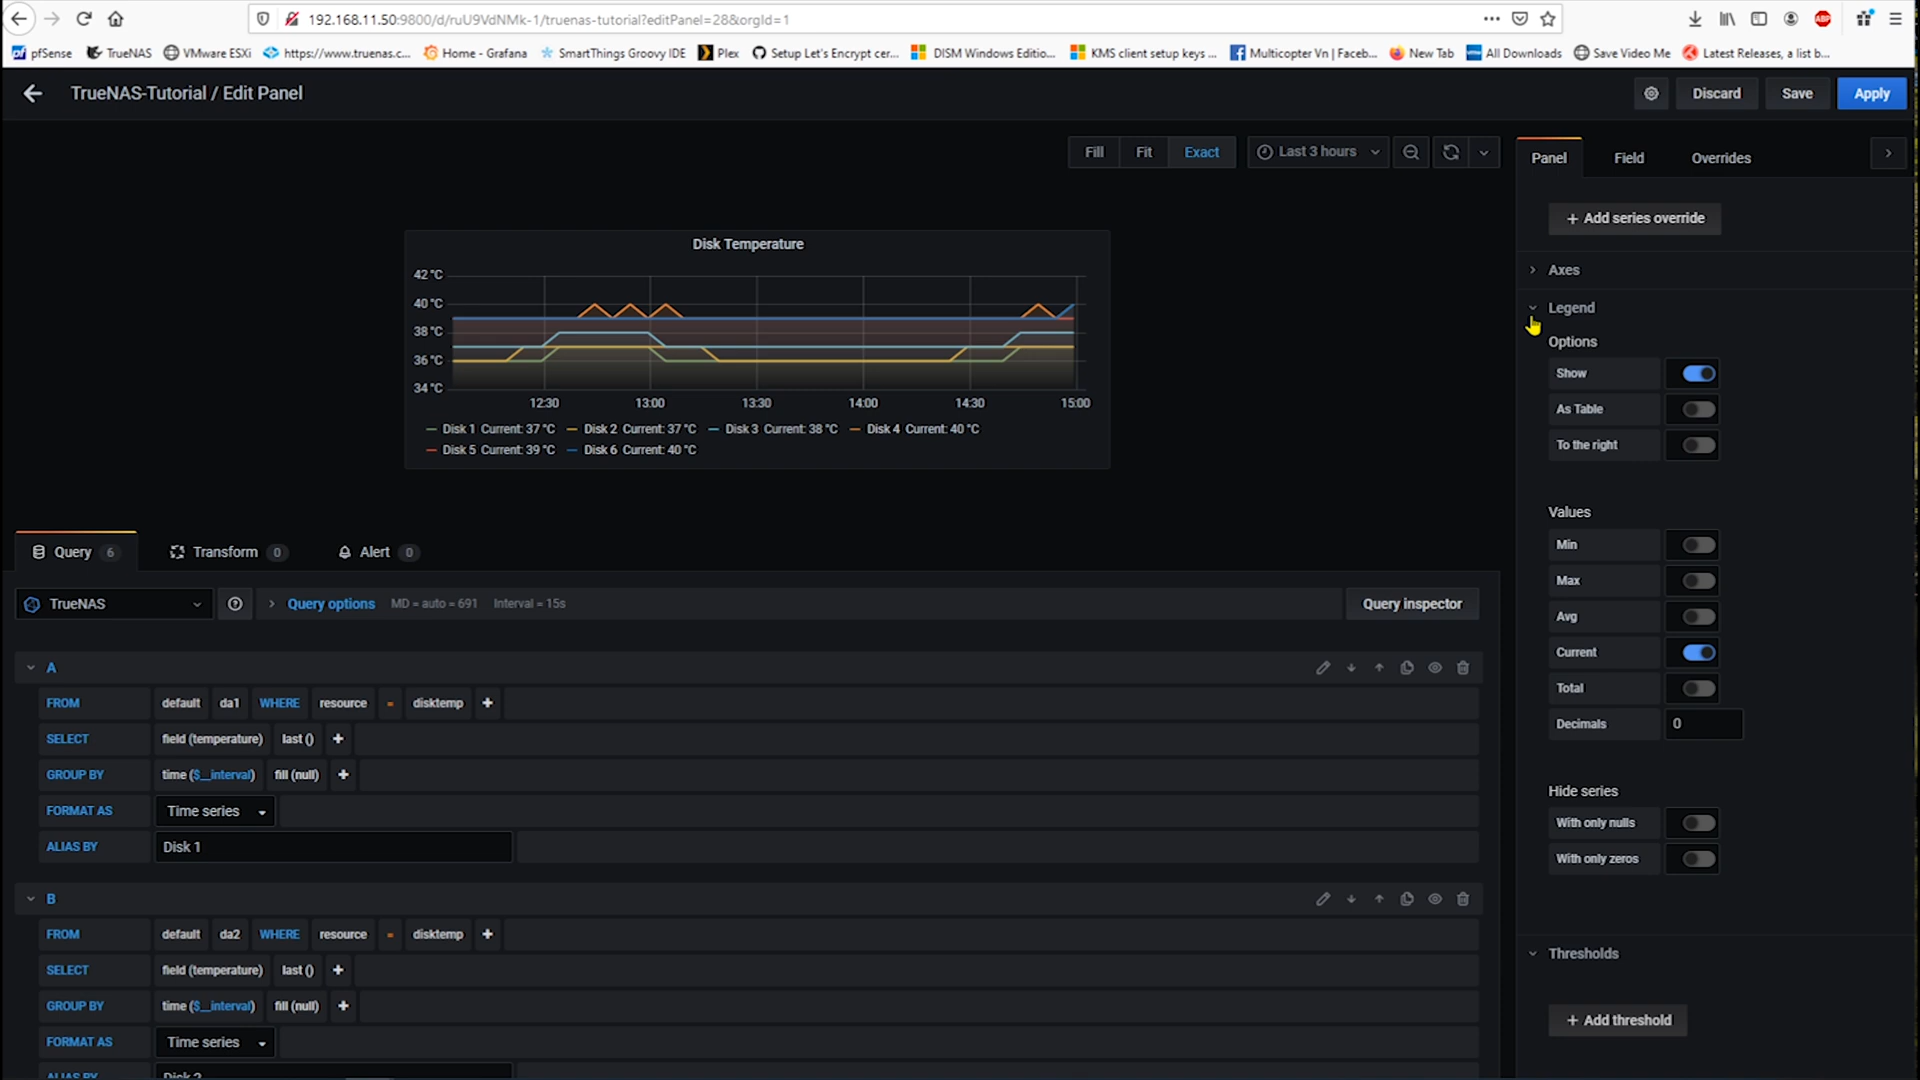 192.168.11.50:9800/d/ruU9VdNMk-1/truenas-tutorial?editPanel=28&orgId=1
ABP
pfSense TrueNAS VMware ESXi https://www.truenas.c... Home - Grafana SmartThings Groovy IDE Plex Setup Let's Encrypt cer... DISM Windows Editio... KMS client setup keys ... Multicopter Vn | Faceb... New Tab All Downloads Save Video Me Latest Releases, a list b...
TrueNAS-Tutorial / Edit Panel Discard Save Apply
Fill Fit Exact Last 3 hours
Panel Field Overrides
+ Add series override
Disk Temperature
42 °C
40 °C
38 °C
36 °C
34 °C
12:30 13:00 13:30 14:00 14:30 15:00
Disk 1 Current: 37 °C Disk 2 Current: 37 °C Disk 3 Current: 38 °C Disk 4 Current: 40 °C
Disk 5 Current: 39 °C Disk 6 Current: 40 °C
Axes
Legend
Options
Show
As Table
To the right
Values
Min
Max
Avg
Current
Total
Decimals 0
Hide series
With only nulls
With only zeros
Thresholds
+ Add threshold
Query 6 Transform 0 Alert 0
TrueNAS Query options MD = auto = 691 Interval = 15s Query inspector
A
FROM default da1 WHERE resource = disktemp +
SELECT field (temperature) last () +
GROUP BY time ($__interval) fill (null) +
FORMAT AS Time series
ALIAS BY Disk 1
B
FROM default da2 WHERE resource = disktemp +
SELECT field (temperature) last () +
GROUP BY time ($__interval) fill (null) +
FORMAT AS Time series
ALIAS BY Disk 2